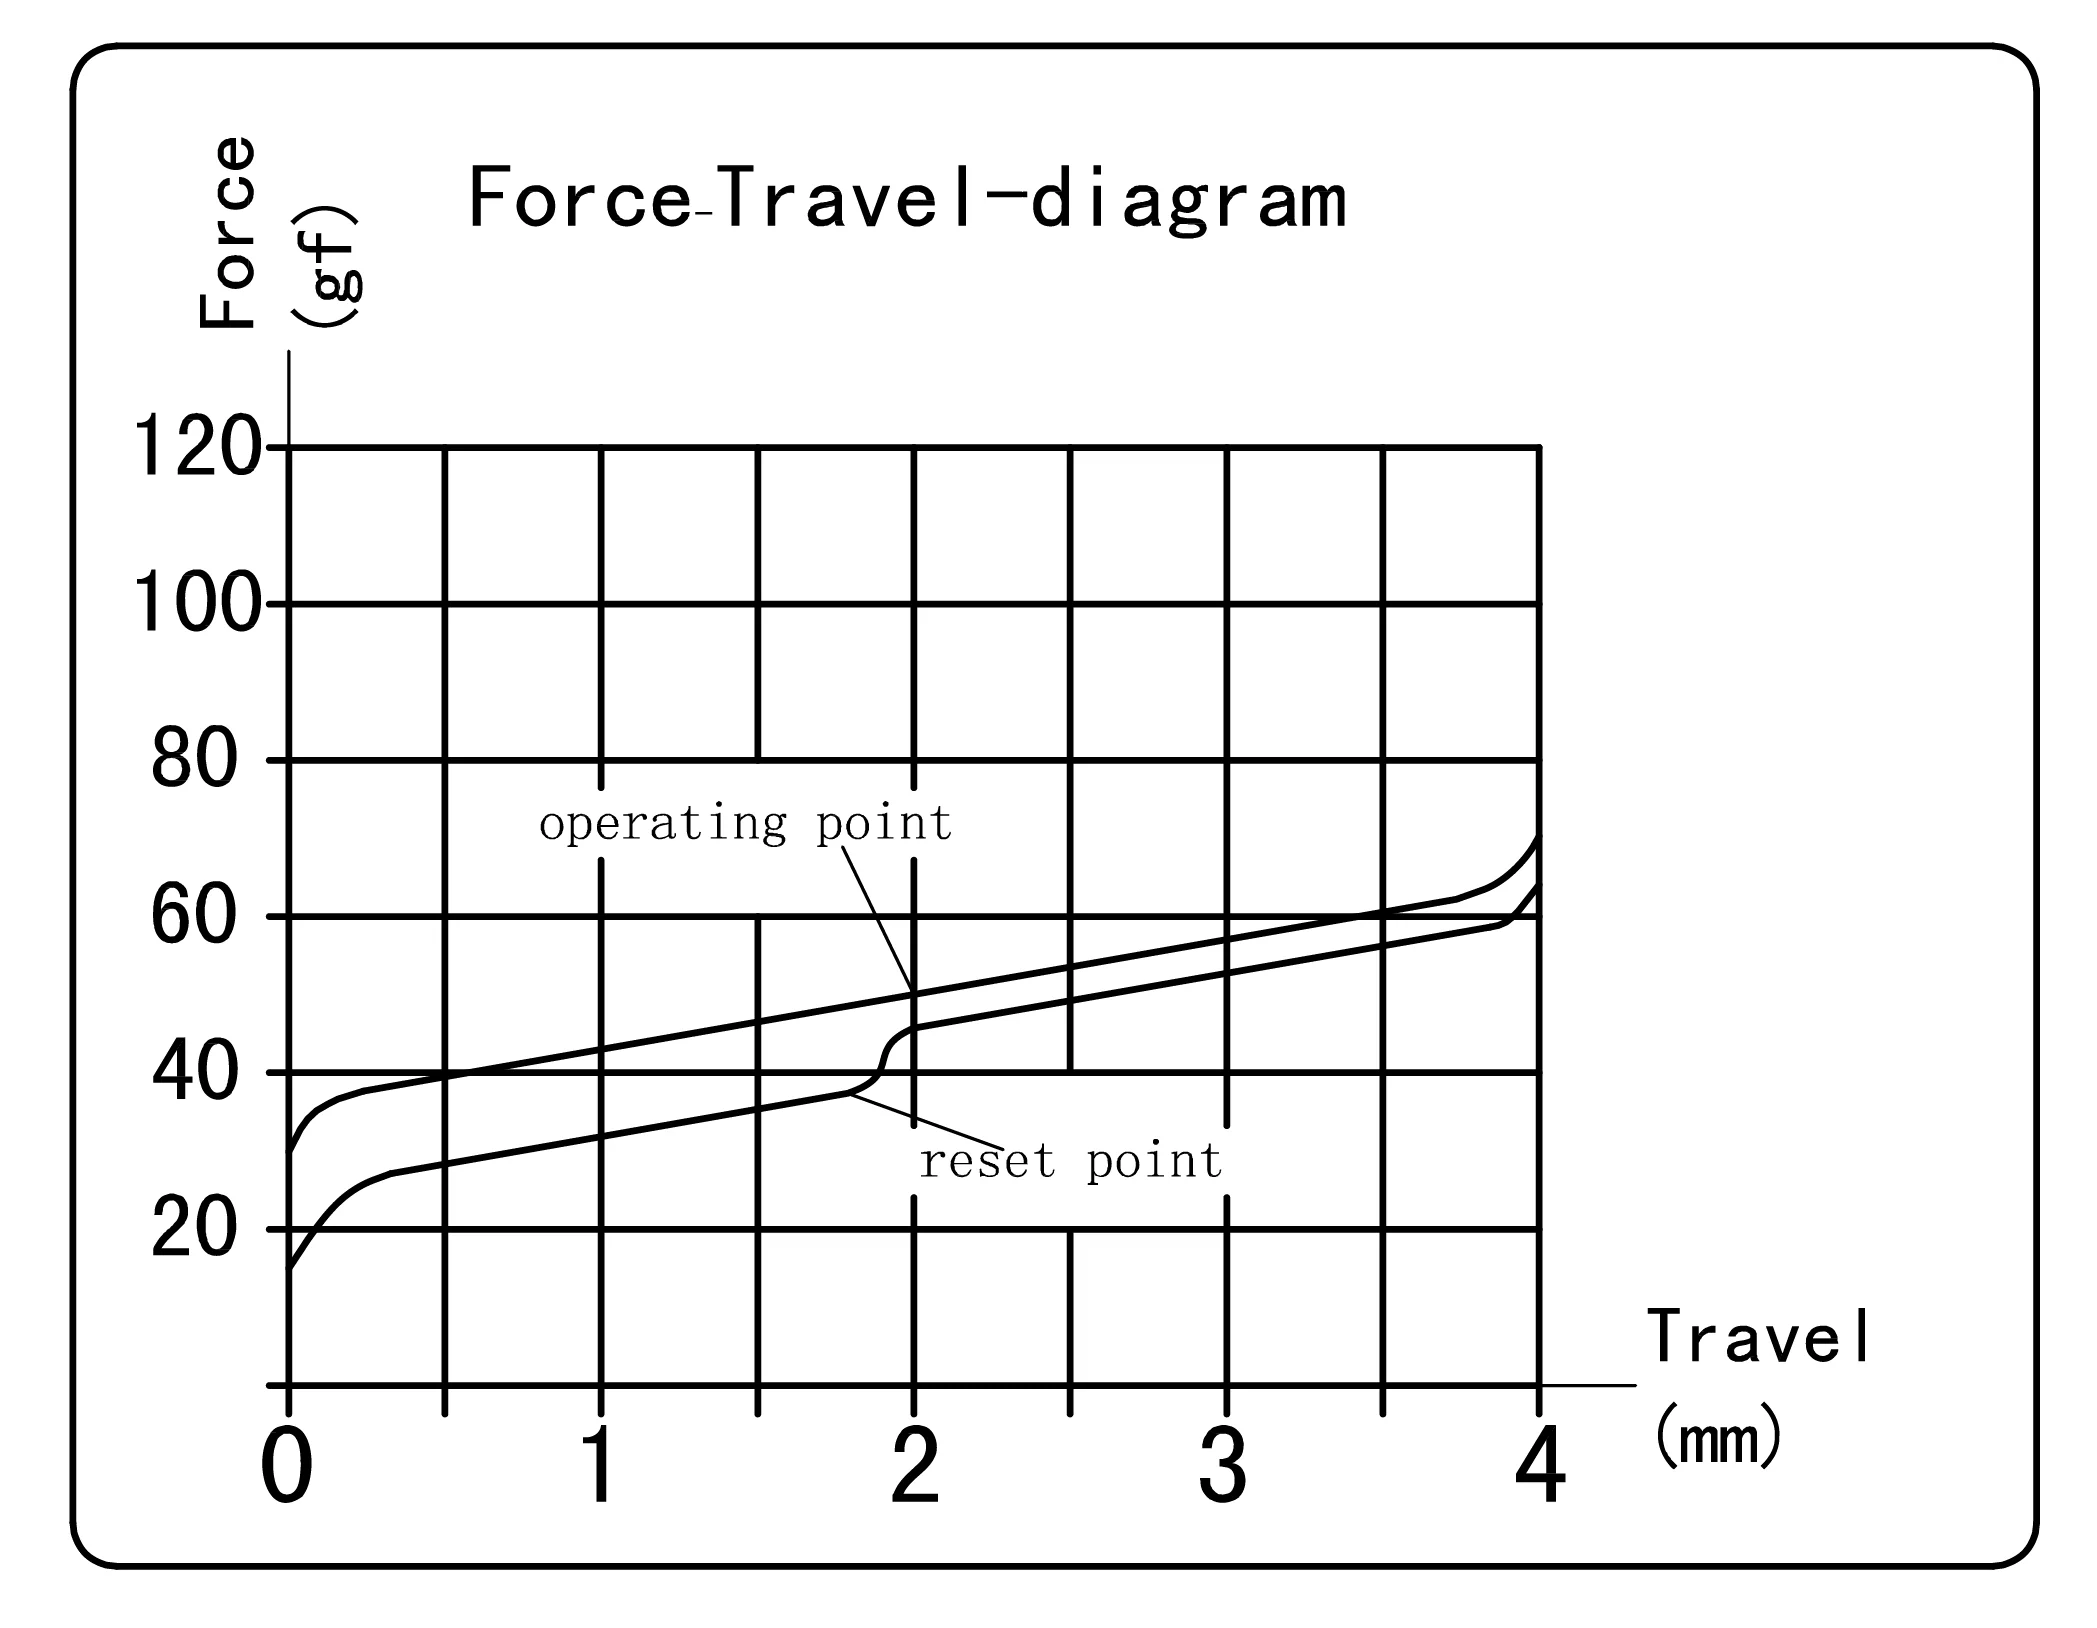 Force-Travel-diagram
Force
(gf)
120
100
80
operating point
60
40
reset point
20
Travel
(mm)
0 1 2 3 4